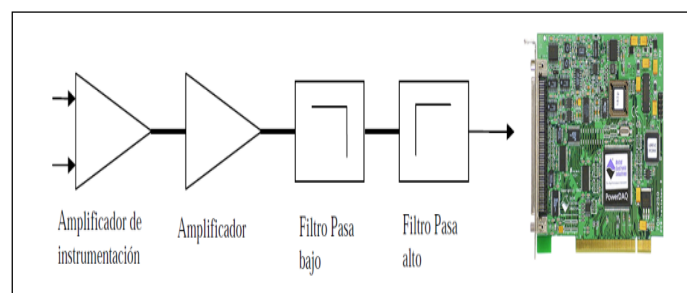 Amplificador de
instrumentación
Amplificador
Filtro Pasa
bajo
Filtro Pasa
alto
PowerDAQ